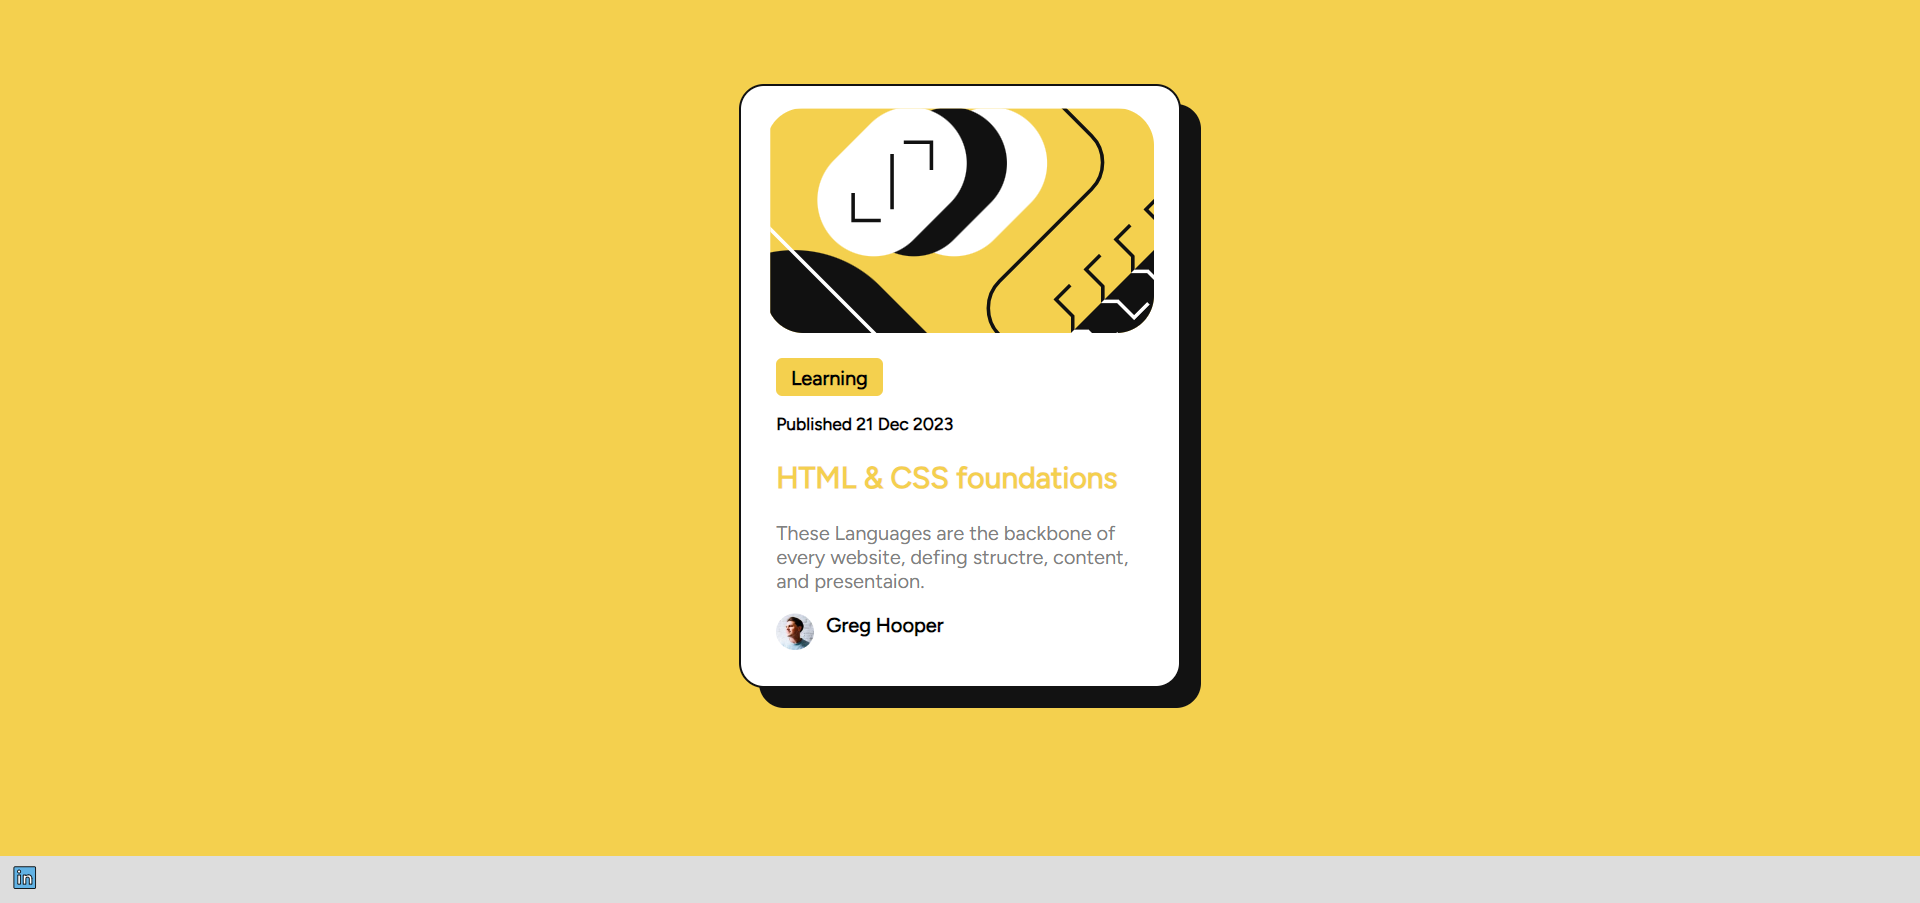 Learning
Published 21 Dec 2023
HTML & CSS foundations
These Languages are the backbone of
every website, defing structre, content,
and presentaion.
Greg Hooper
in